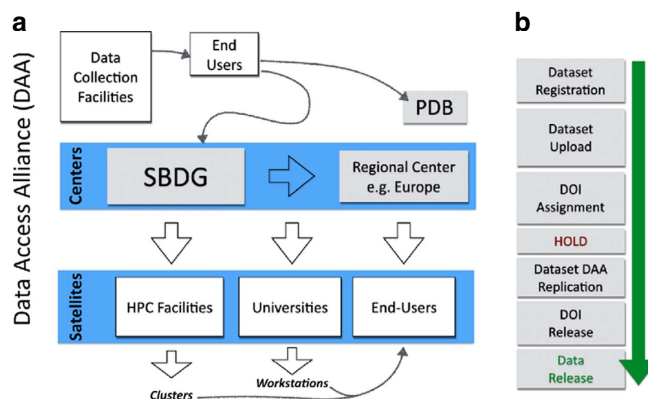 a
b
Data Access Alliance (DAA)
Data
Collection
Facilities
End
Users
PDB
Centers
SBDG
Regional Center
e.g. Europe
Satellites
HPC Facilities
Universities
End-Users
Clusters
Workstations
Dataset
Registration
Dataset
Upload
DOI
Assignment
HOLD
Dataset DAA
Replication
DOI
Release
Data
Release